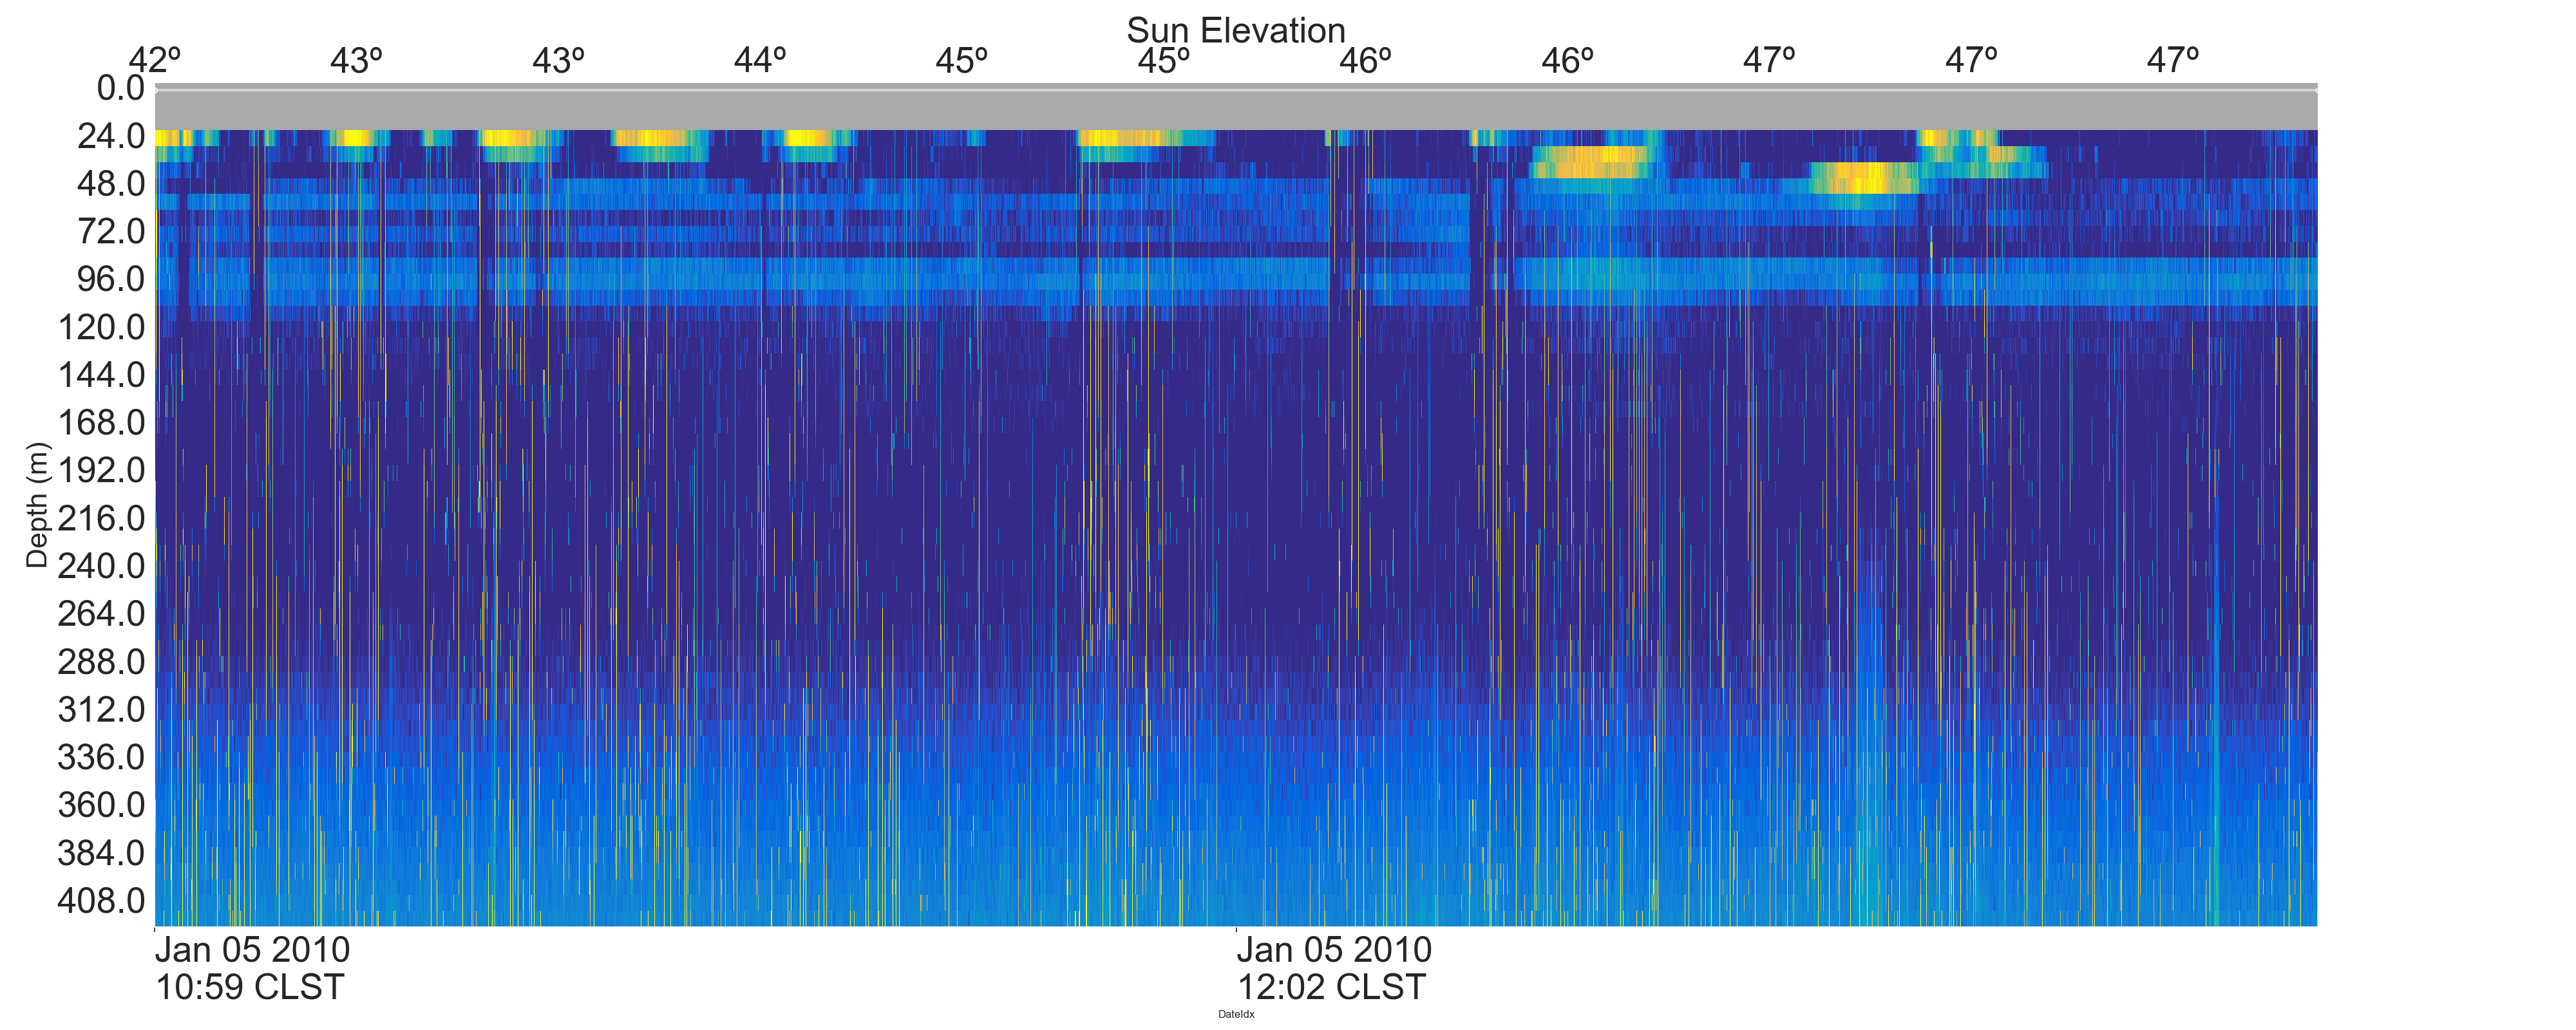 Sun Elevation
42º 43º 43º 44º 45º 45º 46º 46º 47º 47º 47º
0.0
24.0
48.0
72.0
96.0
120.0
144.0
168.0
192.0
216.0
240.0
264.0
288.0
312.0
336.0
360.0
384.0
408.0
Depth (m)
Jan 05 2010
10:59 CLST
Jan 05 2010
12:02 CLST
DateIdx